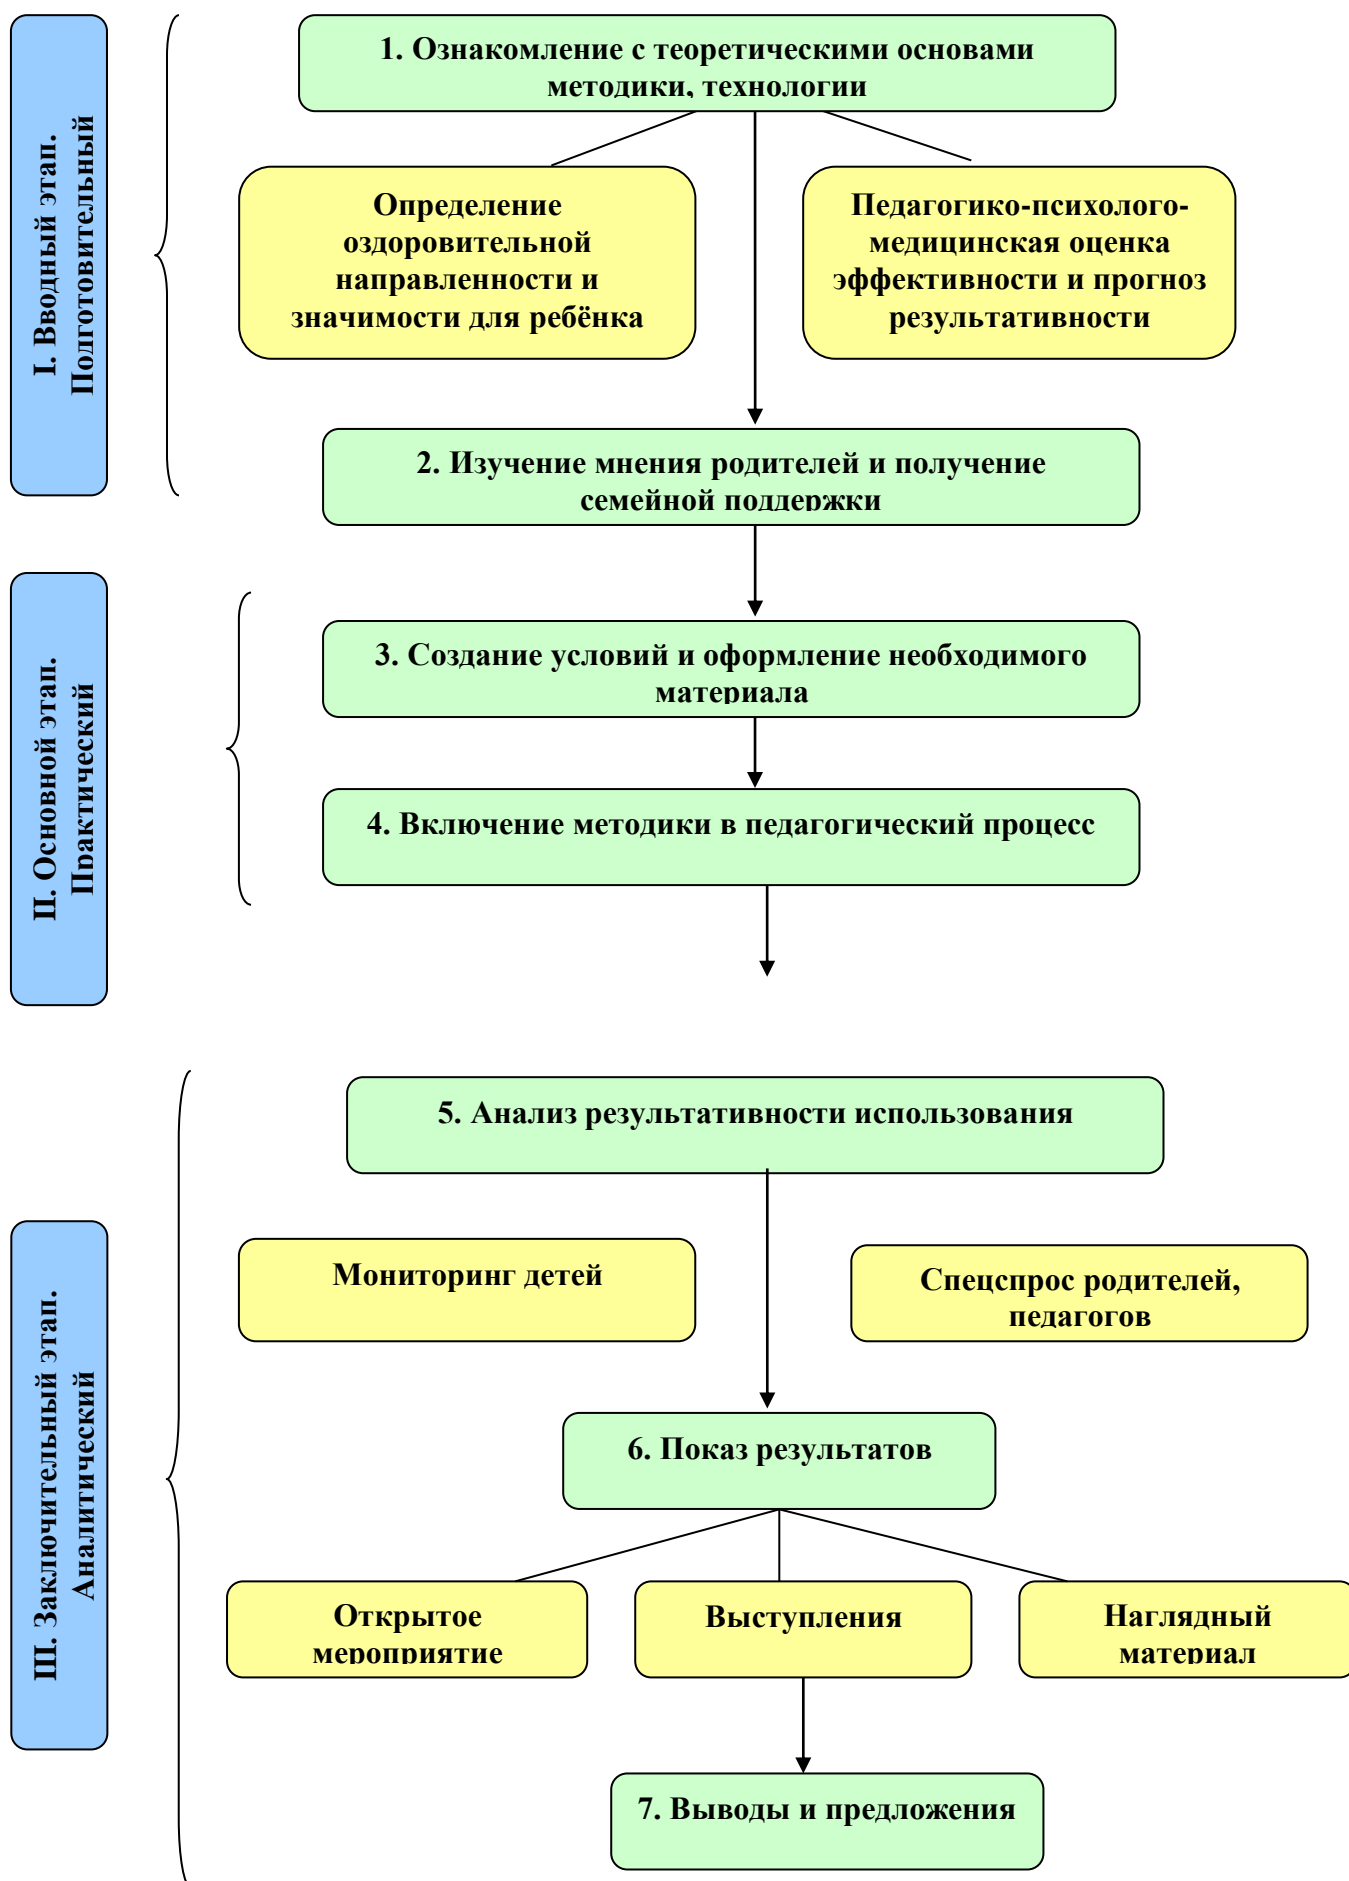 I. Вводный этап.
Подготовительный
1. Ознакомление с теоретическими основами
методики, технологии
Определение
оздоровительной
направленности и
значимости для ребёнка
Педагогико-психолого-
медицинская оценка
эффективности и прогноз
результативности
2. Изучение мнения родителей и получение
семейной поддержки
II. Основной этап.
Практический
3. Создание условий и оформление необходимого
материала
4. Включение методики в педагогический процесс
III. Заключительный этап.
Аналитический
5. Анализ результативности использования
Мониторинг детей
Спецспрос родителей,
педагогов
6. Показ результатов
Открытое
мероприятие
Выступления
Наглядный
материал
7. Выводы и предложения